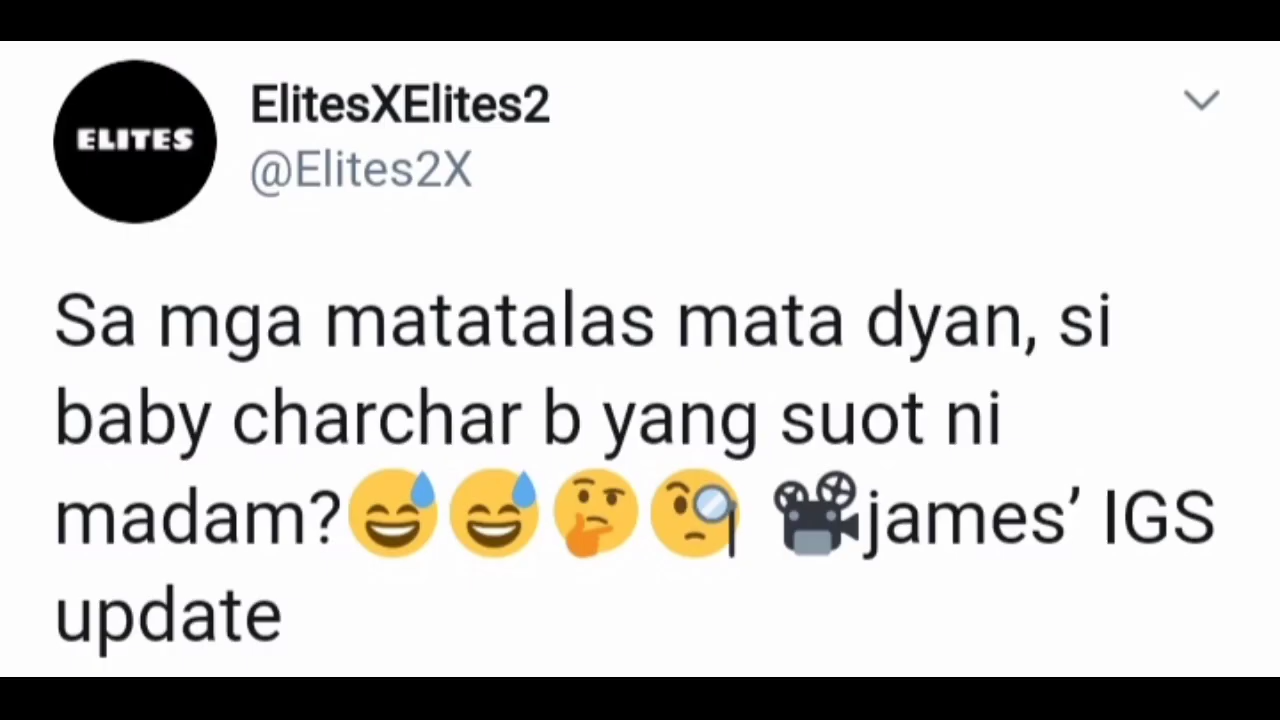 ELITES
ElitesXElites2
@Elites2X
Sa mga matatalas mata dyan, si
baby charchar b yang suot ni
madam?😅😅🤔🧐 🎥james’ IGS
update